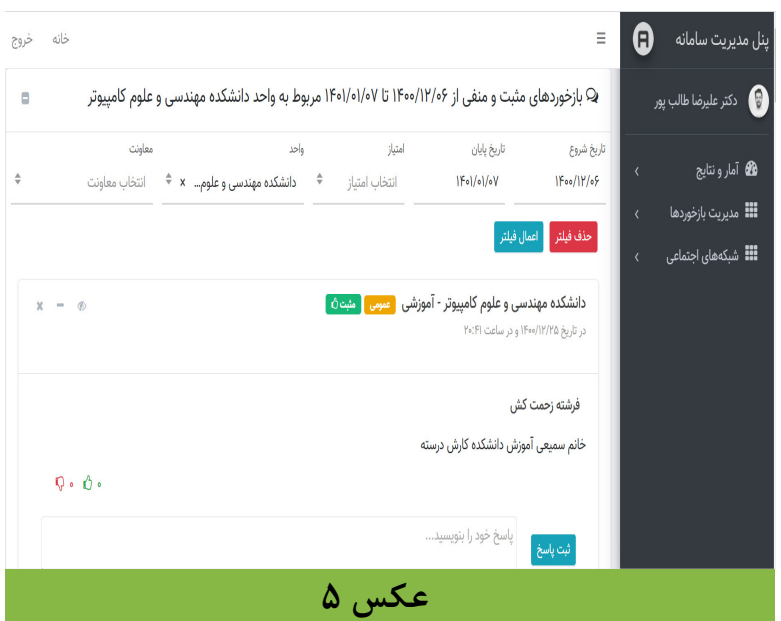 پنل مدیریت سامانه
دکتر علیرضا طالب پور
آمار و نتایج
مدیریت بازخوردها
شبکه‌های اجتماعی
خانه خروج
بازخوردهای مثبت و منفی از ۱۴۰۰/۱۲/۰۶ تا ۱۴۰۱/۰۱/۰۷ مربوط به واحد دانشکده مهندسی و علوم کامپیوتر
تاریخ شروع تاریخ پایان امتیاز واحد معاونت
۱۴۰۰/۱۲/۰۶ ۱۴۰۱/۰۱/۰۷ انتخاب امتیاز دانشکده مهندسی و علوم... × انتخاب معاونت
حذف فیلتر اعمال فیلتر
دانشکده مهندسی و علوم کامپیوتر - آموزشی عمومی مثبت
در تاریخ ۱۴۰۰/۱۲/۲۵ و در ساعت ۲۰:۴۱
فرشته زحمت کش
خانم سمیعی آموزش دانشکده کارش درسته
۰ ۰
پاسخ خود را بنویسید...
ثبت پاسخ
عکس ۵